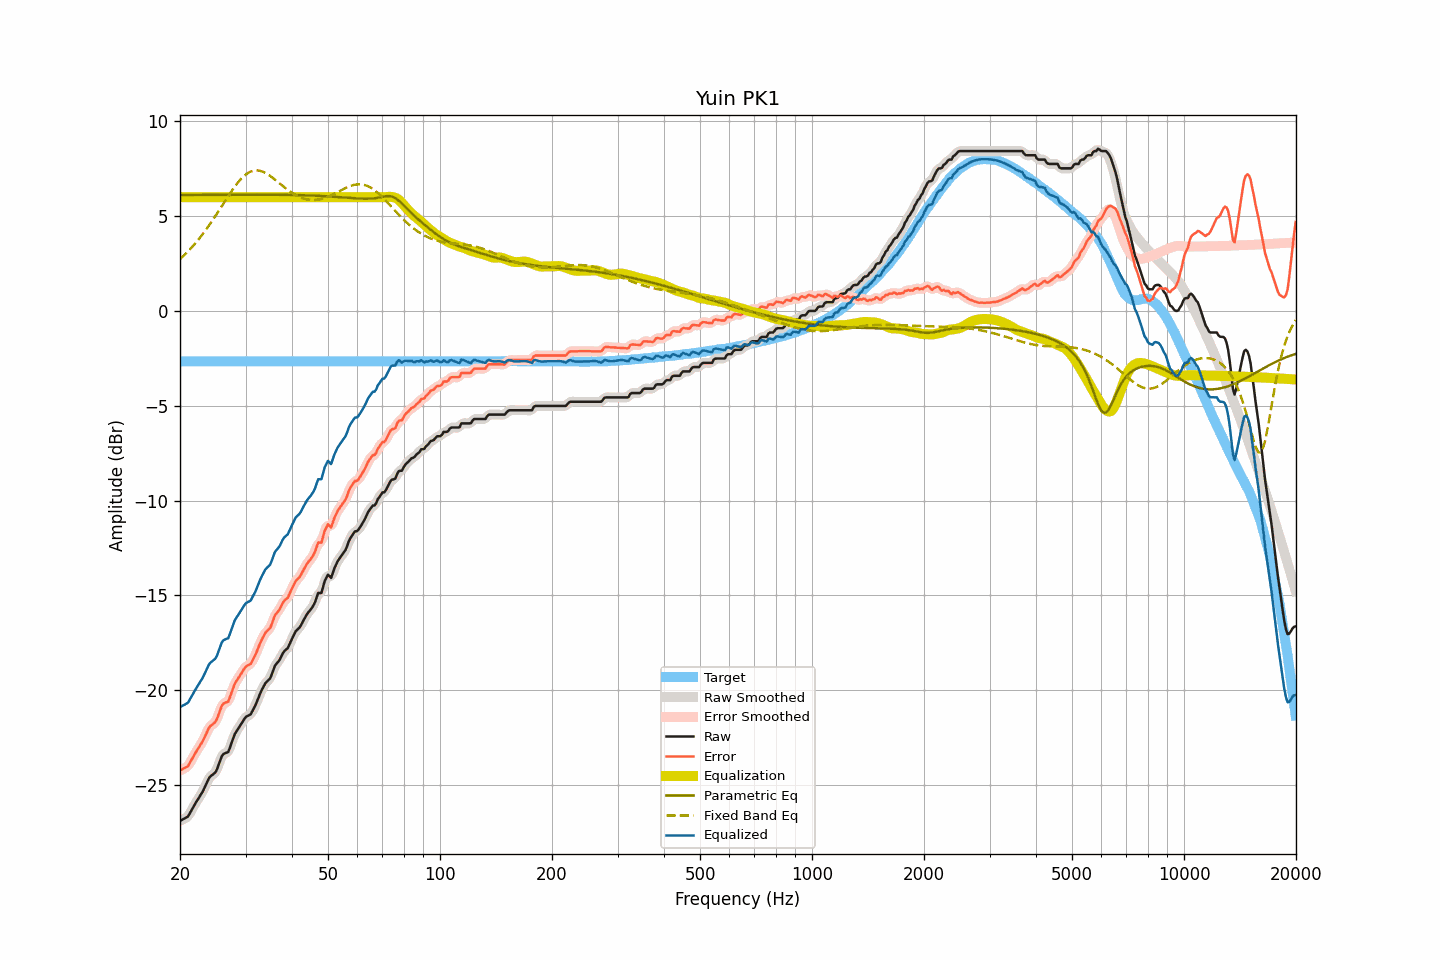 Yuin PK1
10
5
0
−5
−10
−15
−20
−25
Amplitude (dBr)
Target
Raw Smoothed
Error Smoothed
Raw
Error
Equalization
Parametric Eq
Fixed Band Eq
Equalized
20 50 100 200 500 1000 2000 5000 10000 20000
Frequency (Hz)